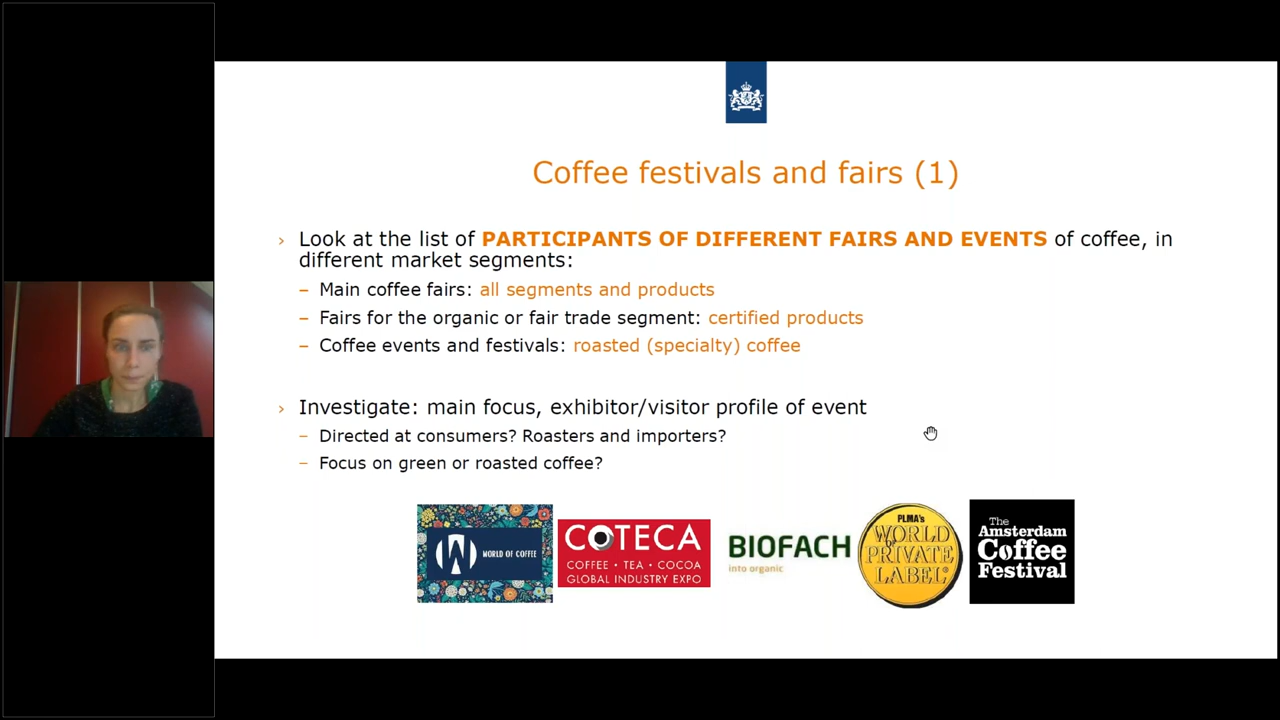 Coffee festivals and fairs (1)
› Look at the list of PARTICIPANTS OF DIFFERENT FAIRS AND EVENTS of coffee, in
different market segments:
– Main coffee fairs: all segments and products
– Fairs for the organic or fair trade segment: certified products
– Coffee events and festivals: roasted (specialty) coffee
› Investigate: main focus, exhibitor/visitor profile of event
– Directed at consumers? Roasters and importers?
– Focus on green or roasted coffee?
W WORLD OF COFFEE
COTECA
COFFEE • TEA • COCOA
GLOBAL INDUSTRY EXPO
BIOFACH
into organic
PLMA's
WORLD
OF
PRIVATE
LABEL®
The
Amsterdam
Coffee
Festival